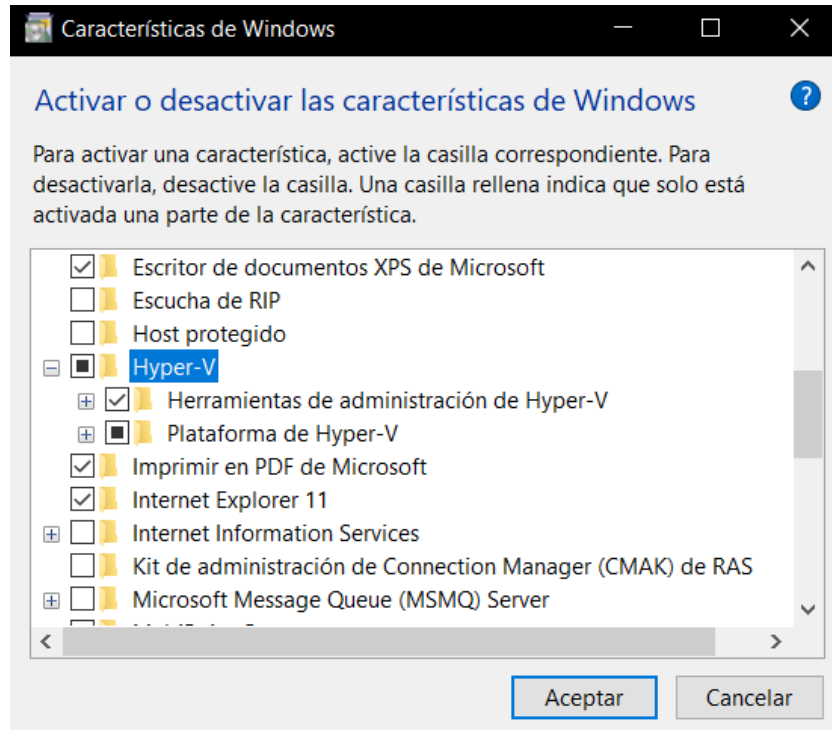 Características de Windows
Activar o desactivar las características de Windows
?
Para activar una característica, active la casilla correspondiente. Para
desactivarla, desactive la casilla. Una casilla rellena indica que solo está
activada una parte de la característica.
Escritor de documentos XPS de Microsoft
Escucha de RIP
Host protegido
Hyper-V
Herramientas de administración de Hyper-V
Plataforma de Hyper-V
Imprimir en PDF de Microsoft
Internet Explorer 11
Internet Information Services
Kit de administración de Connection Manager (CMAK) de RAS
Microsoft Message Queue (MSMQ) Server
Aceptar
Cancelar